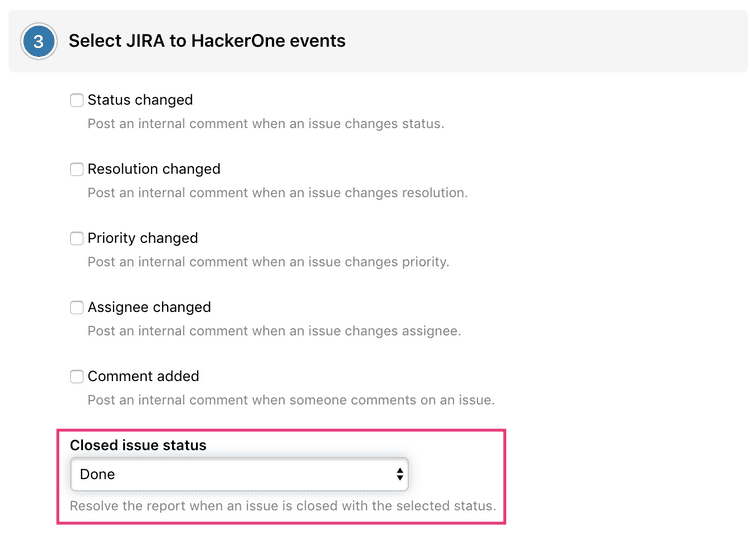 3
Select JIRA to HackerOne events
Status changed
Post an internal comment when an issue changes status.
Resolution changed
Post an internal comment when an issue changes resolution.
Priority changed
Post an internal comment when an issue changes priority.
Assignee changed
Post an internal comment when an issue changes assignee.
Comment added
Post an internal comment when someone comments on an issue.
Closed issue status
Done
Resolve the report when an issue is closed with the selected status.